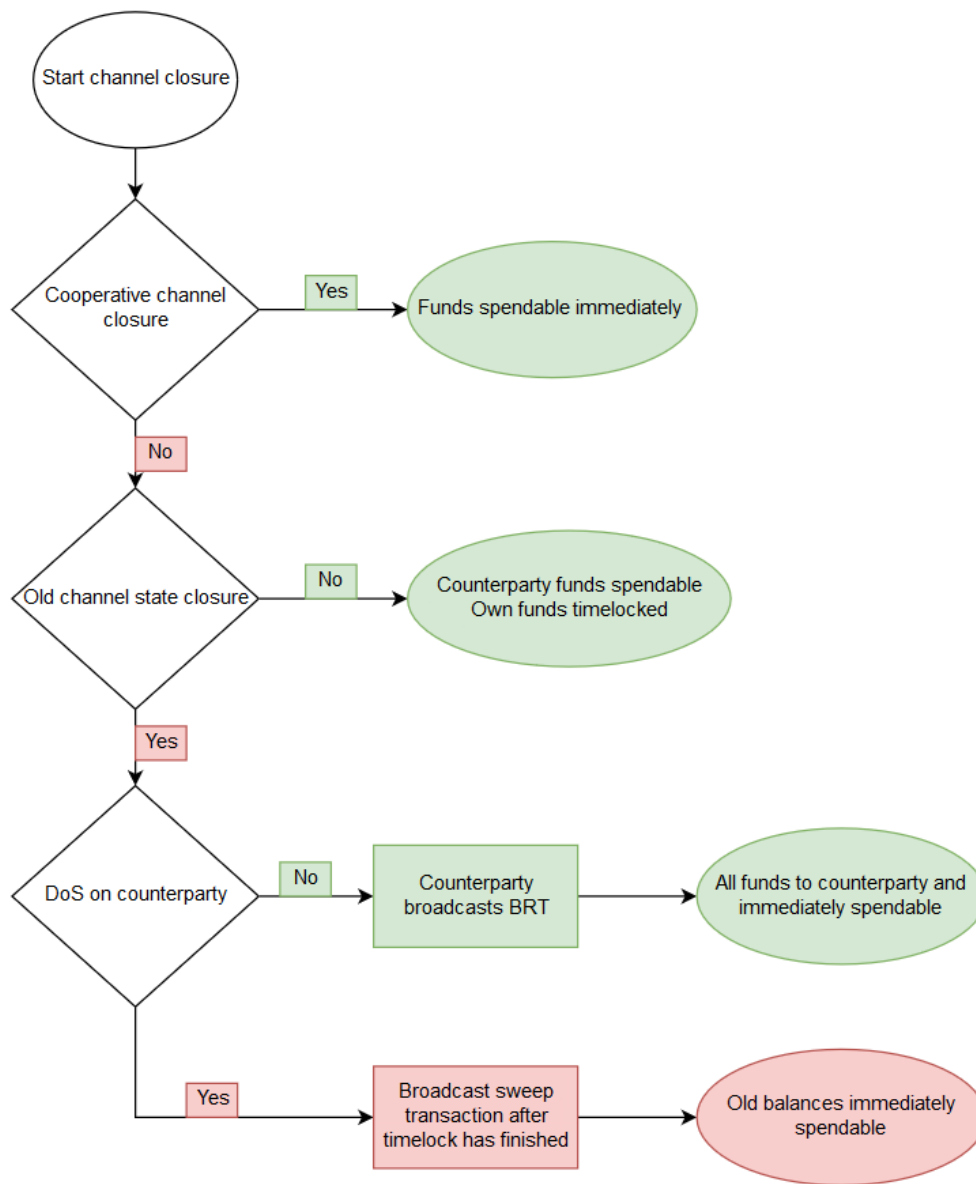 Start channel closure
Cooperative channel
closure
Yes
Funds spendable immediately
No
Old channel state closure
No
Counterparty funds spendable
Own funds timelocked
Yes
DoS on counterparty
No
Counterparty
broadcasts BRT
All funds to counterparty and
immediately spendable
Yes
Broadcast sweep
transaction after
timelock has finished
Old balances immediately
spendable